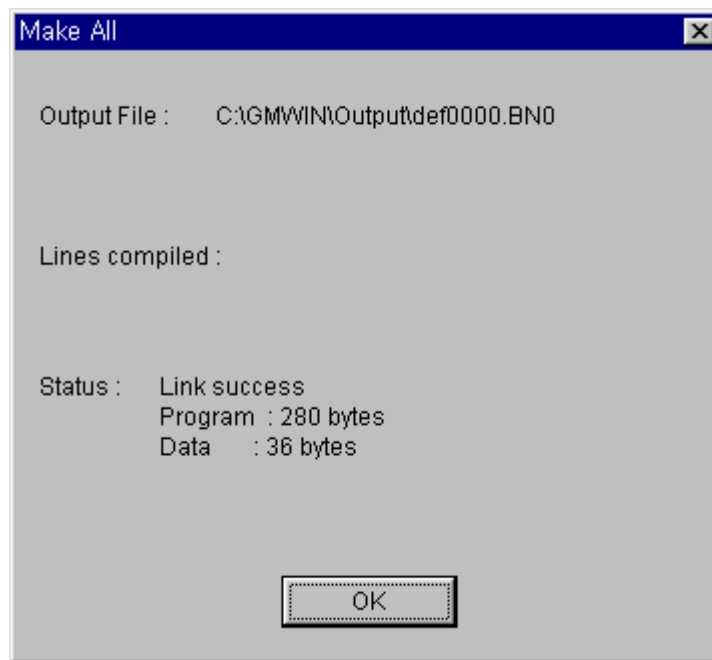 Make All
Output File : C:\GMWIN\Output\def0000.BN0
Lines compiled :
Status : Link success
Program : 280 bytes
Data : 36 bytes
OK